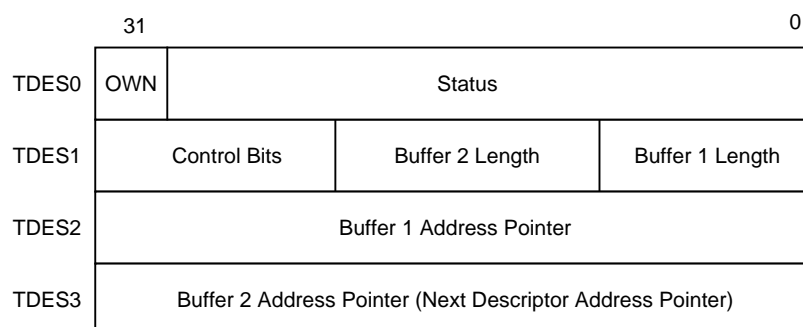 31 0
TDES0 OWN Status
TDES1 Control Bits Buffer 2 Length Buffer 1 Length
TDES2 Buffer 1 Address Pointer
TDES3 Buffer 2 Address Pointer (Next Descriptor Address Pointer)